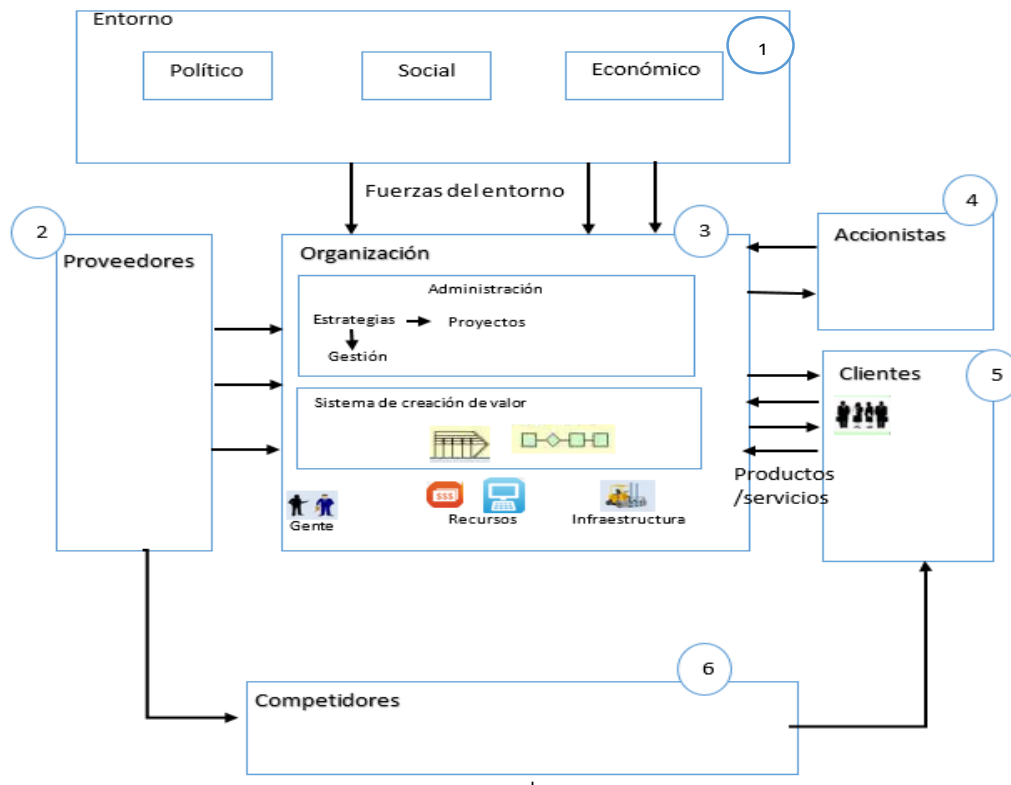 Entorno
1
Político
Social
Económico
Fuerzas del entorno
2
Proveedores
3
Organización
Administración
Estrategias
Proyectos
Gestión
Sistema de creación de valor
Gente
$$$
Recursos
Infraestructura
4
Accionistas
5
Clientes
Productos
/servicios
6
Competidores